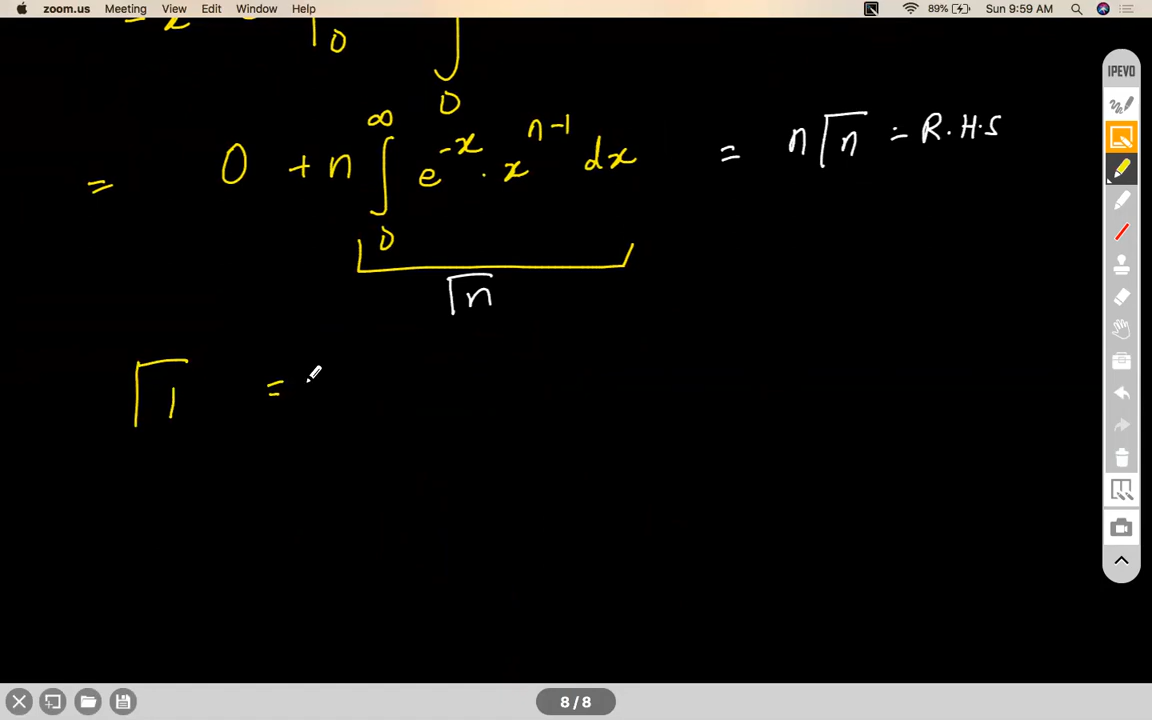 zoom.us Meeting View Edit Window Help 89% Sun 9:59 AM
IPEVO
0
0
∞
= 0 + n ∫ e^{-x} . x^{n-1} dx = n Γn = R.H.S
0
Γn
Γ1 =
8 / 8